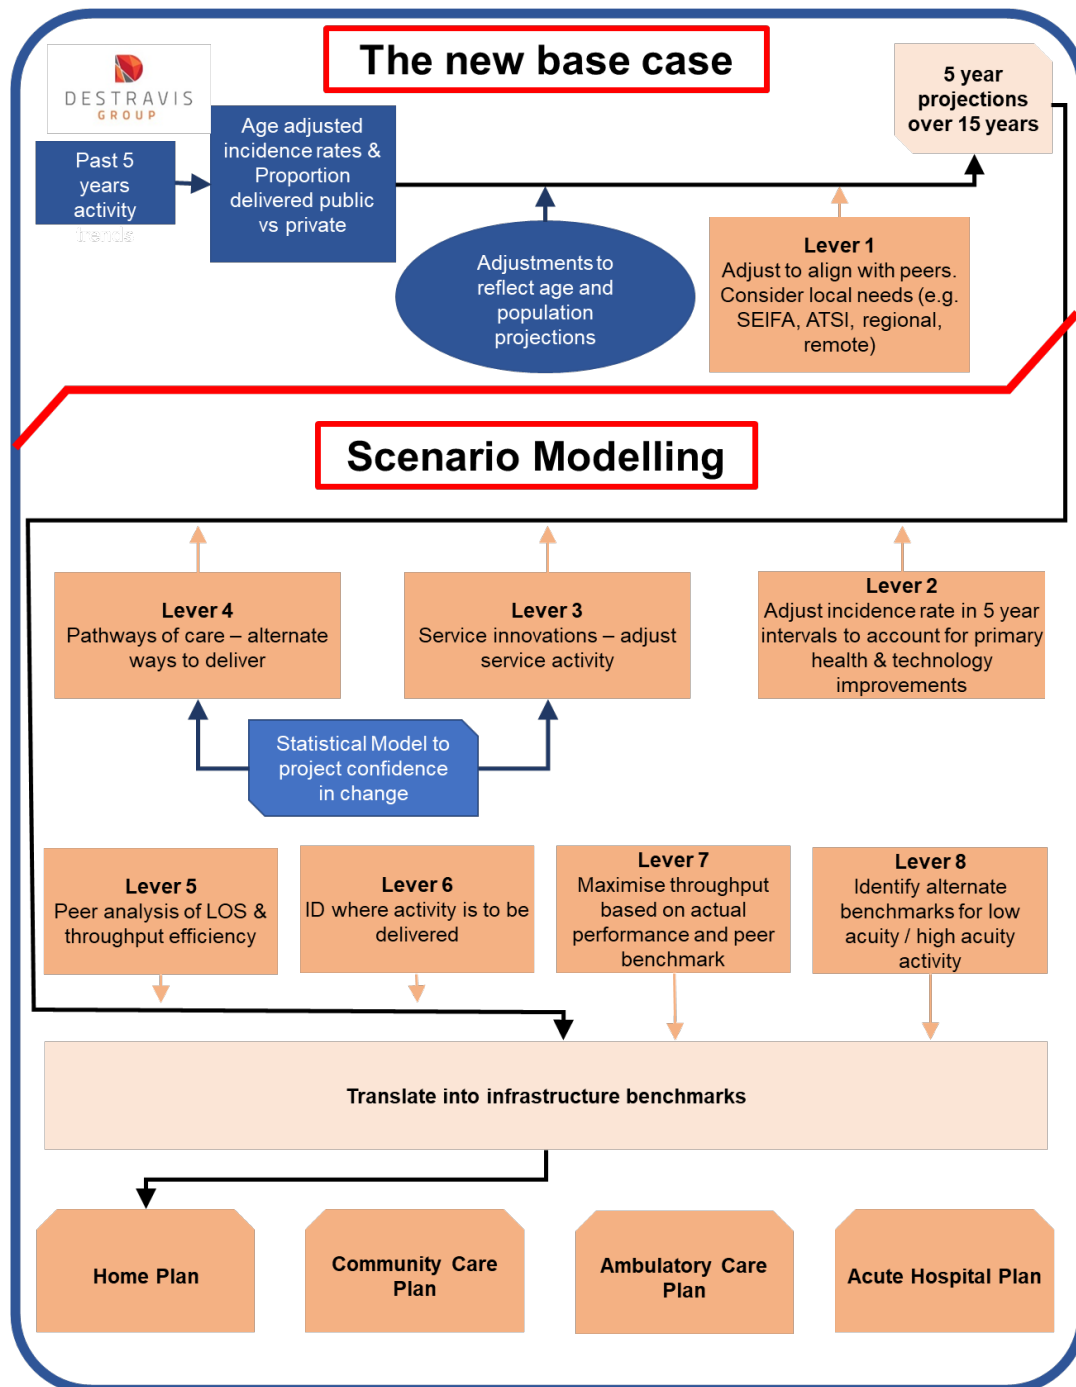 The new base case
DESTRAVIS
GROUP
5 year
projections
over 15 years
Past 5
years
activity
trends
Age adjusted
incidence rates &
Proportion
delivered public
vs private
Adjustments to
reflect age and
population
projections
Lever 1
Adjust to align with peers.
Consider local needs (e.g.
SEIFA, ATSI, regional,
remote)
Scenario Modelling
Lever 4
Pathways of care – alternate
ways to deliver
Lever 3
Service innovations – adjust
service activity
Lever 2
Adjust incidence rate in 5 year
intervals to account for primary
health & technology
improvements
Statistical Model to
project confidence
in change
Lever 5
Peer analysis of LOS &
throughput efficiency
Lever 6
ID where activity is to be
delivered
Lever 7
Maximise throughput
based on actual
performance and peer
benchmark
Lever 8
Identify alternate
benchmarks for low
acuity / high acuity
activity
Translate into infrastructure benchmarks
Home Plan
Community Care
Plan
Ambulatory Care
Plan
Acute Hospital Plan